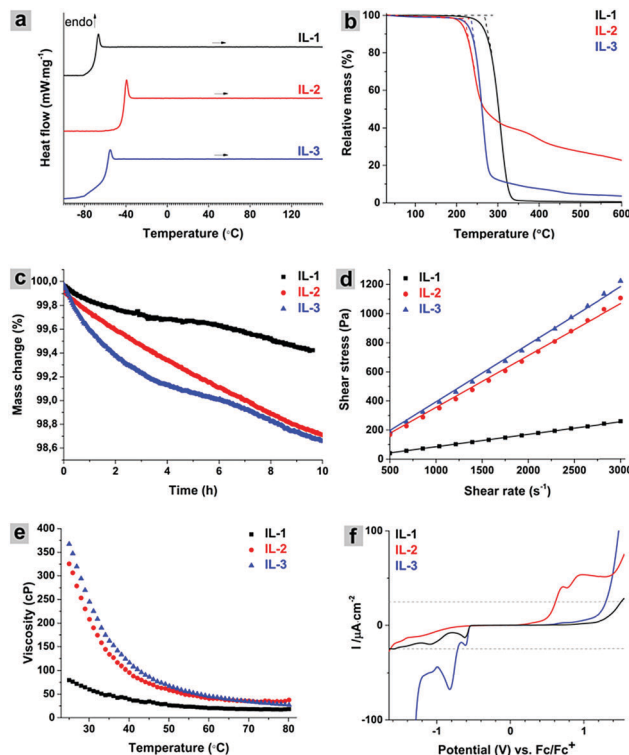 a
endo
IL-1
IL-2
IL-3
Heat flow (mW·mg⁻¹)
-80 -40 0 40 80 120
Temperature (°C)
b
IL-1
IL-2
IL-3
Relative mass (%)
100
80
60
40
20
0
100 200 300 400 500 600
Temperature (°C)
c
IL-1
IL-2
IL-3
Mass change (%)
100,0
99,8
99,6
99,4
99,2
99,0
98,8
98,6
0 2 4 6 8 10
Time (h)
d
IL-1
IL-2
IL-3
Shear stress (Pa)
1200
1000
800
600
400
200
0
500 1000 1500 2000 2500 3000
Shear rate (s⁻¹)
e
IL-1
IL-2
IL-3
Viscosity (cP)
400
350
300
250
200
150
100
50
0
30 40 50 60 70 80
Temperature (°C)
f
IL-1
IL-2
IL-3
I /µA·cm⁻²
100
50
0
-50
-100
-1 0 1
Potential (V) vs. Fc/Fc⁺